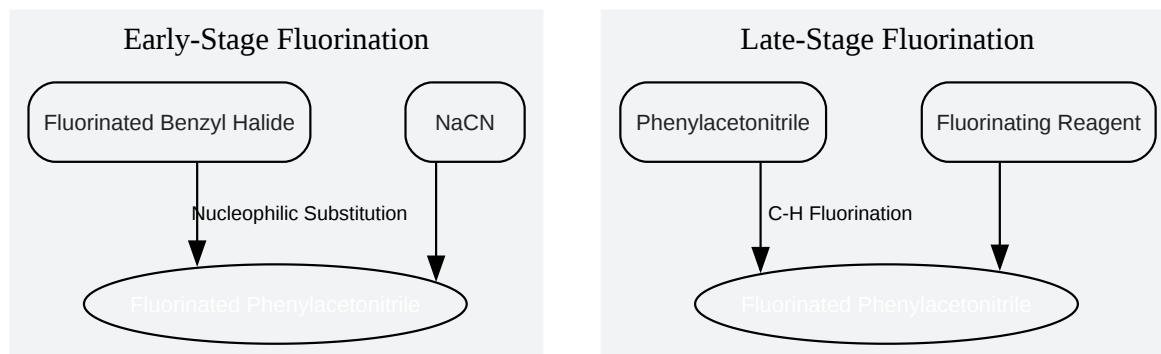 Early-Stage Fluorination
Fluorinated Benzyl Halide
NaCN
Nucleophilic Substitution
Fluorinated Phenylacetonitrile
Late-Stage Fluorination
Phenylacetonitrile
Fluorinating Reagent
C-H Fluorination
Fluorinated Phenylacetonitrile